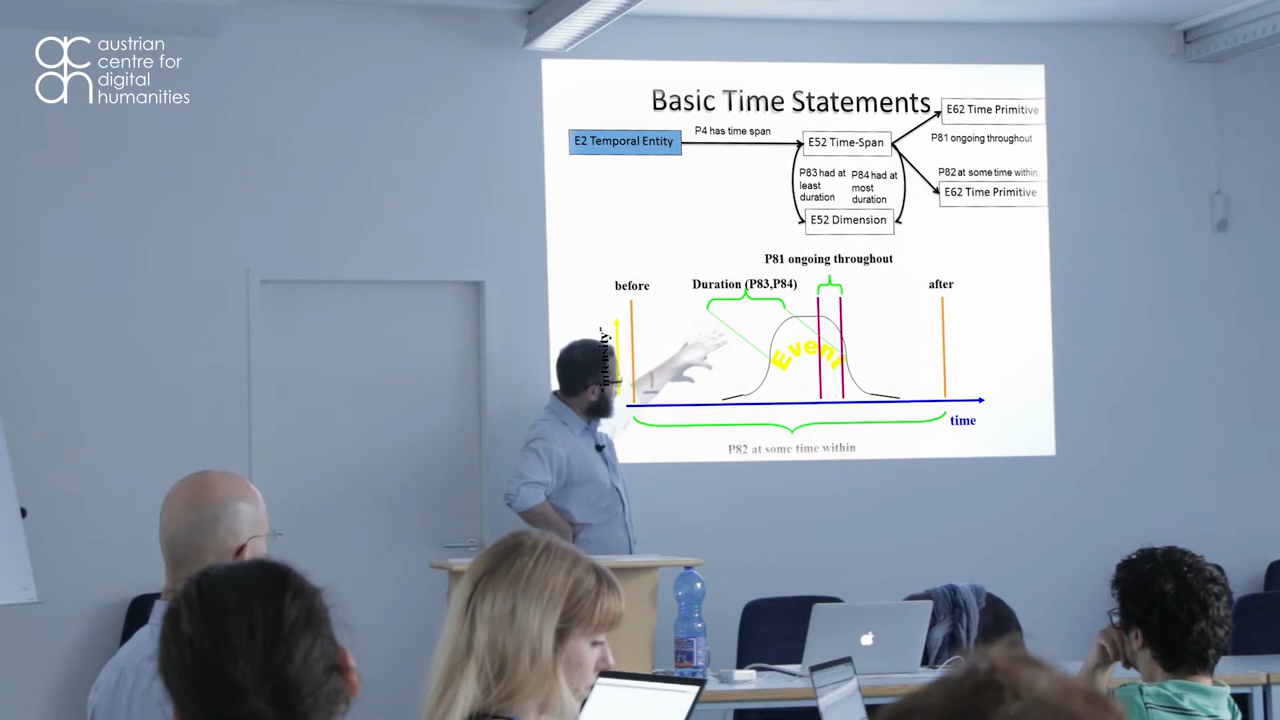 austrian
centre for
digital
humanities
Basic Time Statements
E62 Time Primitive
P4 has time span
E2 Temporal Entity
E52 Time-Span
P81 ongoing throughout
P83 had at
least
duration
P84 had at
most
duration
P82 at some time within
E62 Time Primitive
E52 Dimension
P81 ongoing throughout
before
Duration (P83,P84)
after
"intensity"
Event
time
P82 at some time within